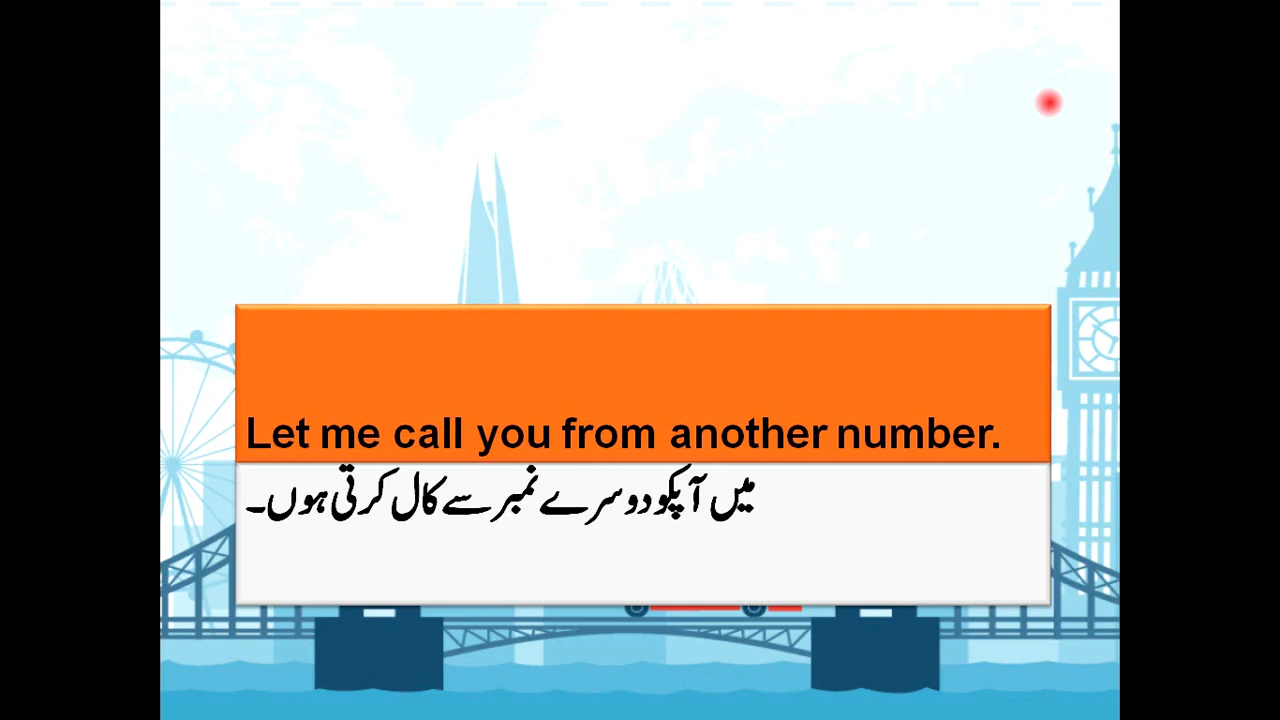 Let me call you from another number.
میں آپکو دوسرے نمبر سے کال کرتی ہوں۔